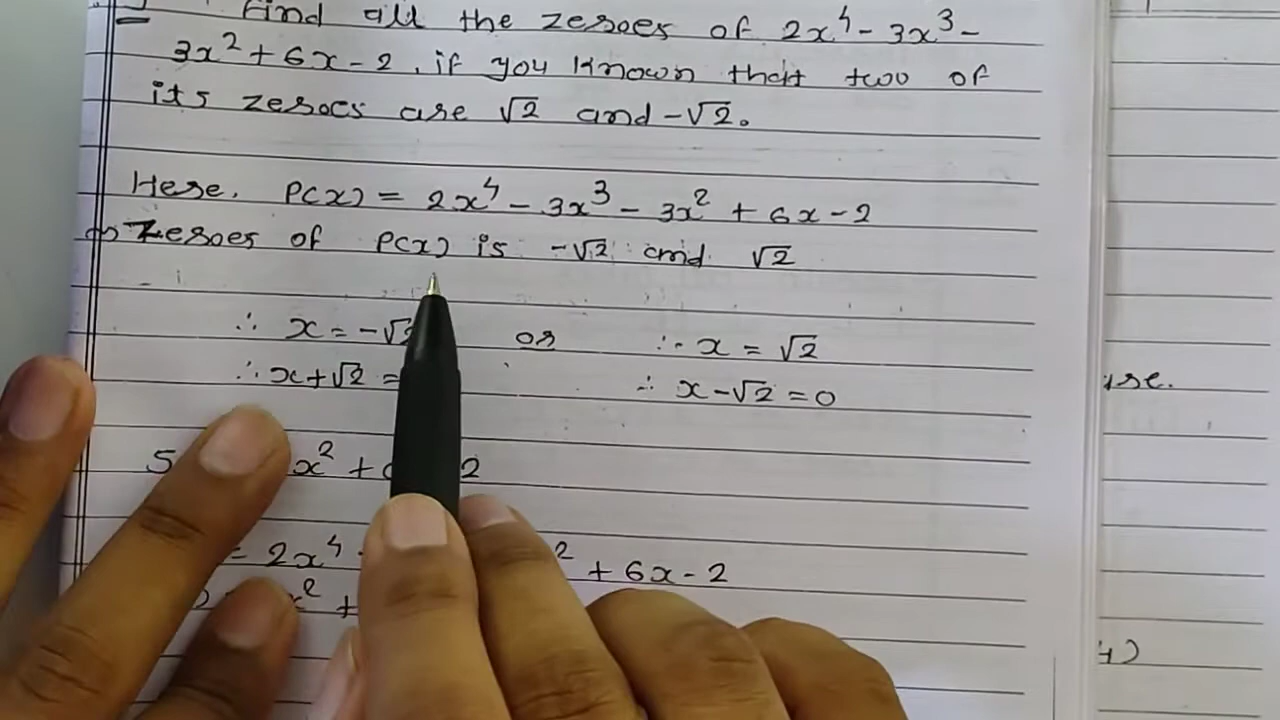 Find all the zeroes of 2x⁴ - 3x³ -
3x² + 6x - 2, if you known that two of
its zeroes are √2 and -√2.
Here, P(x) = 2x⁴ - 3x³ - 3x² + 6x - 2
Zeroes of P(x) is -√2 and √2
∴ x = -√2 or ∴ x = √2
∴ x + √2 = ∴ x - √2 = 0
5 x² + 2
= 2x⁴ ² + 6x - 2
x² +